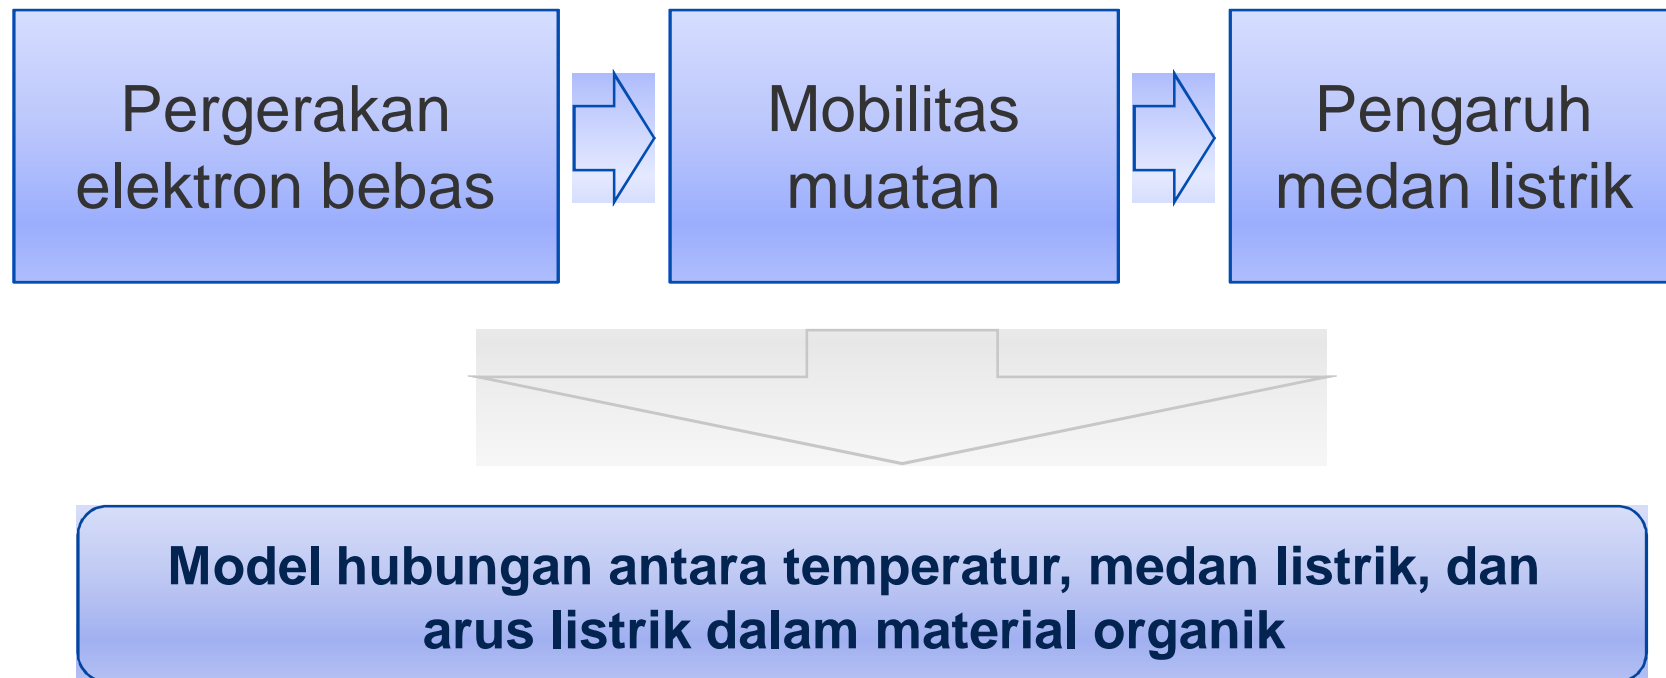 Pergerakan
elektron bebas
Mobilitas
muatan
Pengaruh
medan listrik
Model hubungan antara temperatur, medan listrik, dan
arus listrik dalam material organik